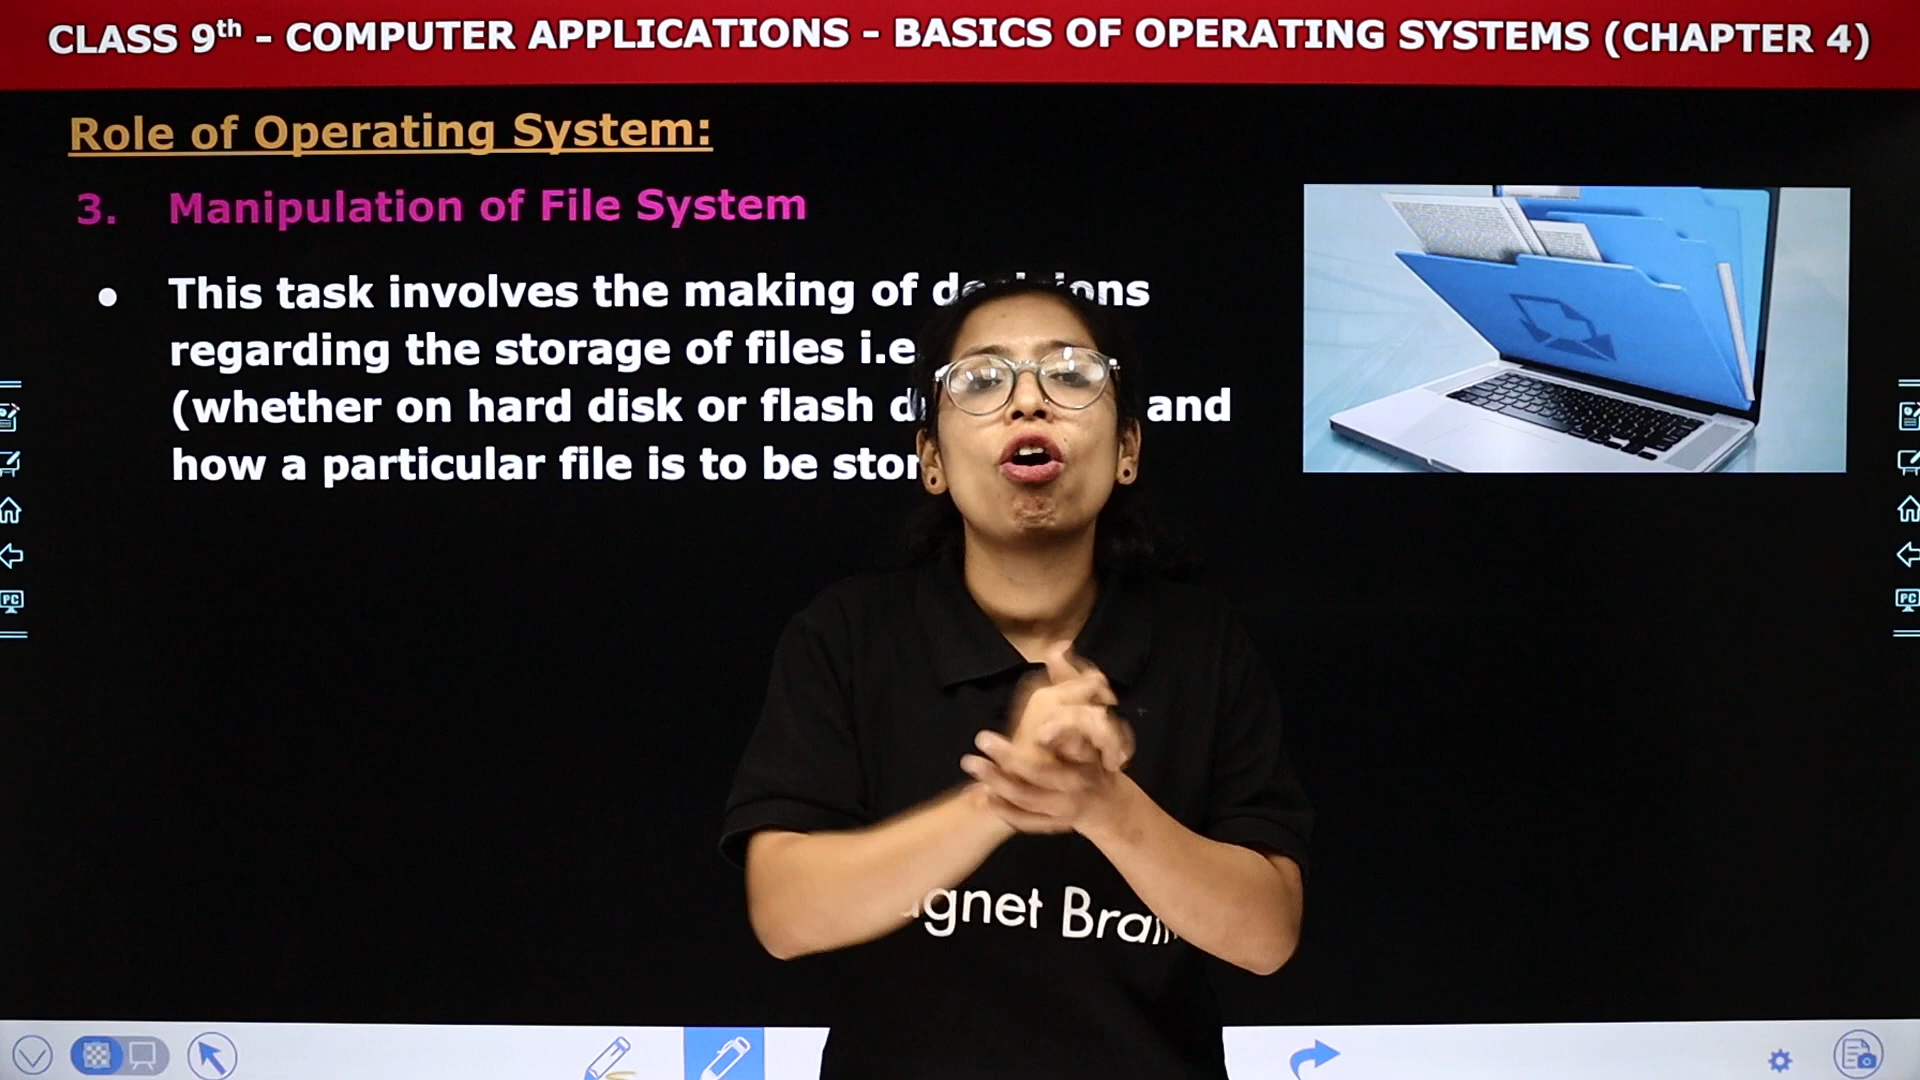 CLASS 9th - COMPUTER APPLICATIONS - BASICS OF OPERATING SYSTEMS (CHAPTER 4)
Role of Operating System:
3. Manipulation of File System
● This task involves the making of
regarding the storage of files i.e
(whether on hard disk or flash and
how a particular file is to be
PC
PC